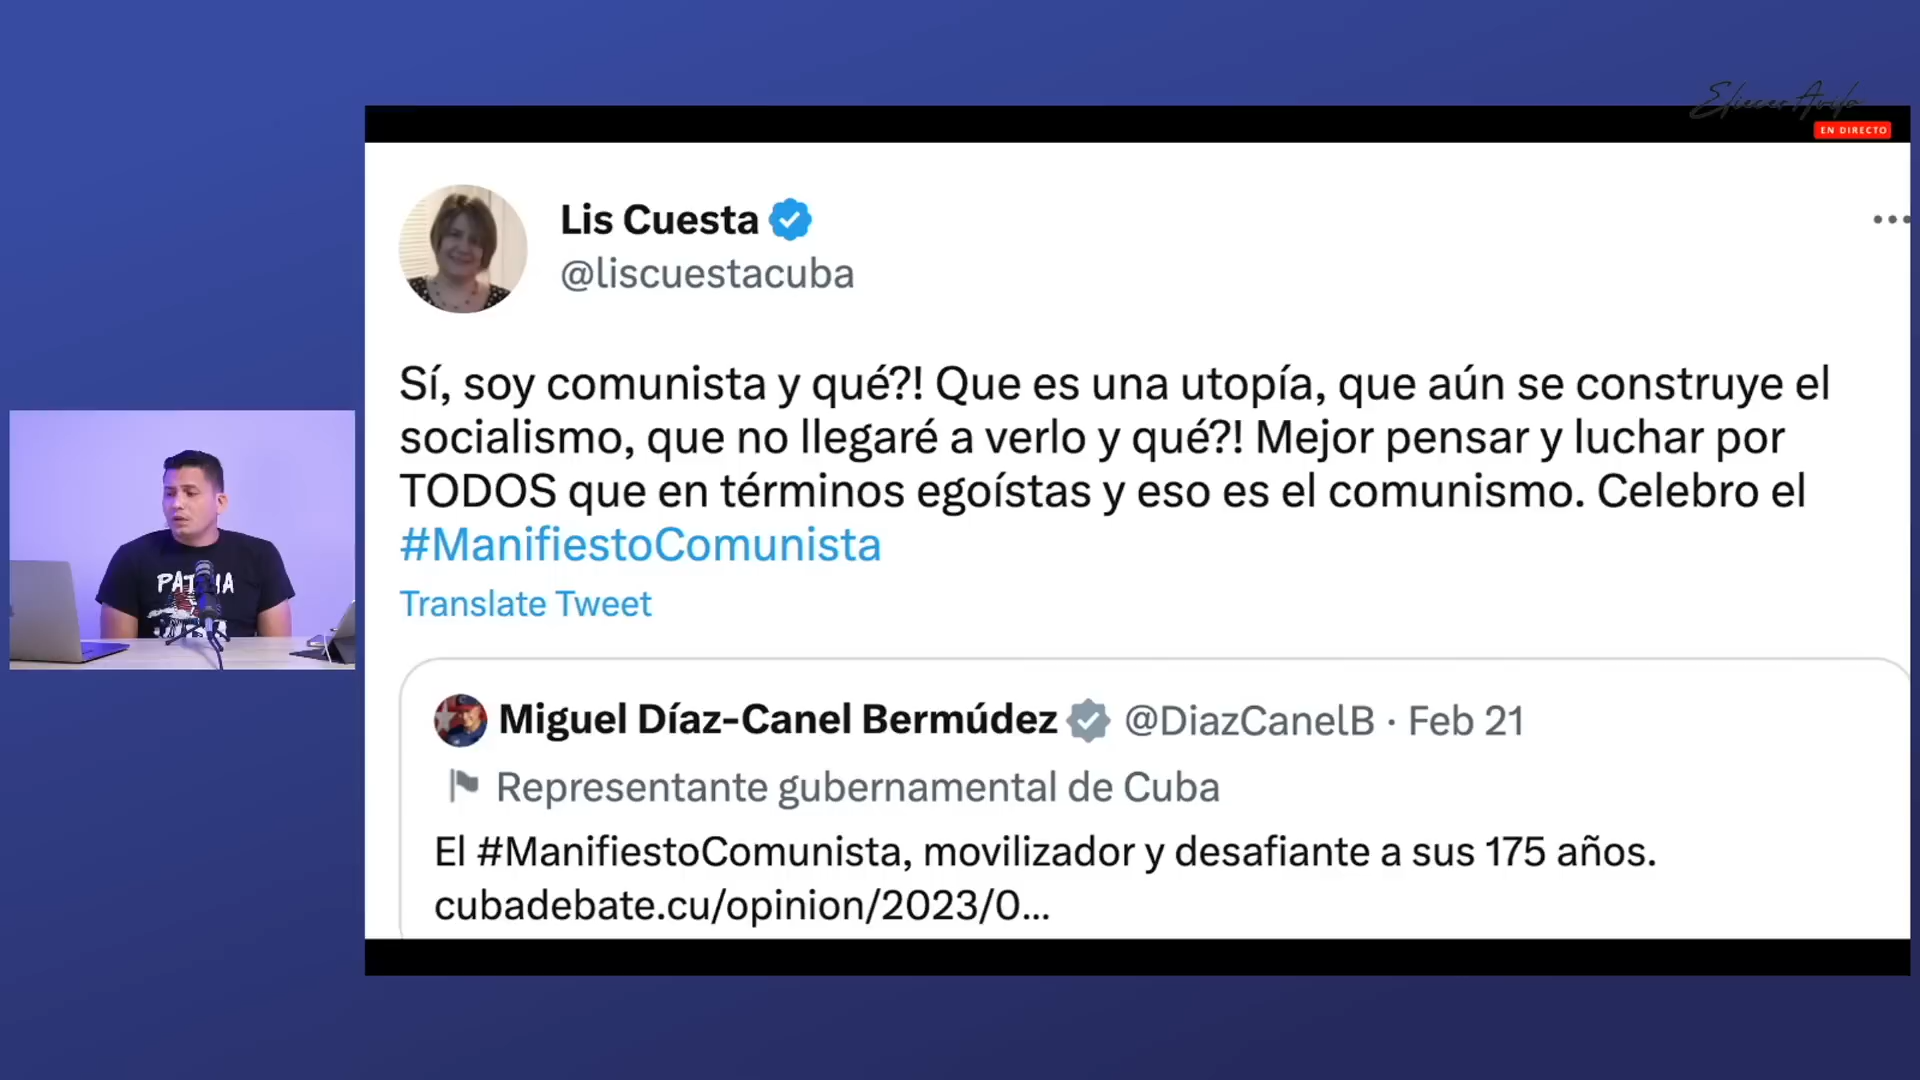 Eliecer Avila
EN DIRECTO
Lis Cuesta
@liscuestacuba
Sí, soy comunista y qué?! Que es una utopía, que aún se construye el
socialismo, que no llegaré a verlo y qué?! Mejor pensar y luchar por
TODOS que en términos egoístas y eso es el comunismo. Celebro el
#ManifiestoComunista
Translate Tweet
Miguel Díaz-Canel Bermúdez @DiazCanelB · Feb 21
Representante gubernamental de Cuba
El #ManifiestoComunista, movilizador y desafiante a sus 175 años.
cubadebate.cu/opinion/2023/0...